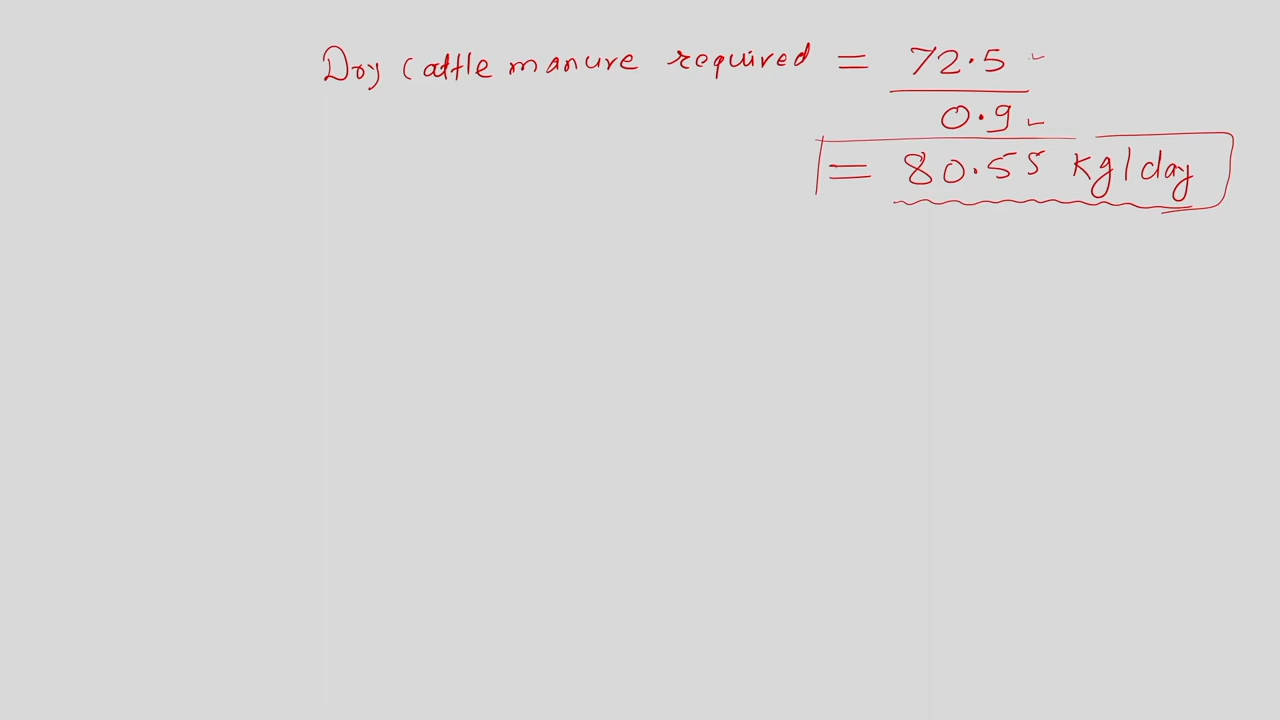 Dry cattle manure required = 72.5
0.9
= 80.55 kg/day